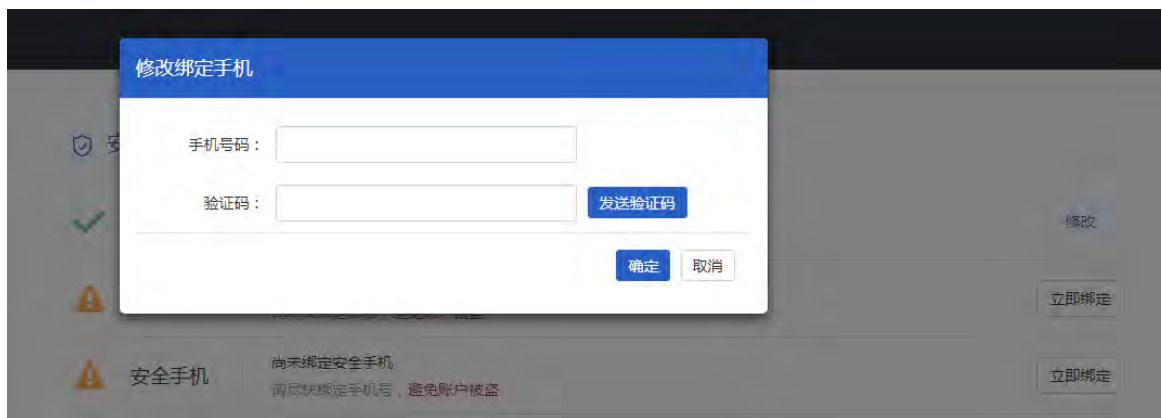 修改绑定手机
手机号码：
验证码：
发送验证码
确定
取消
修改
立即绑定
安全手机
尚未绑定安全手机
请尽快绑定手机号，避免账户被盗
立即绑定